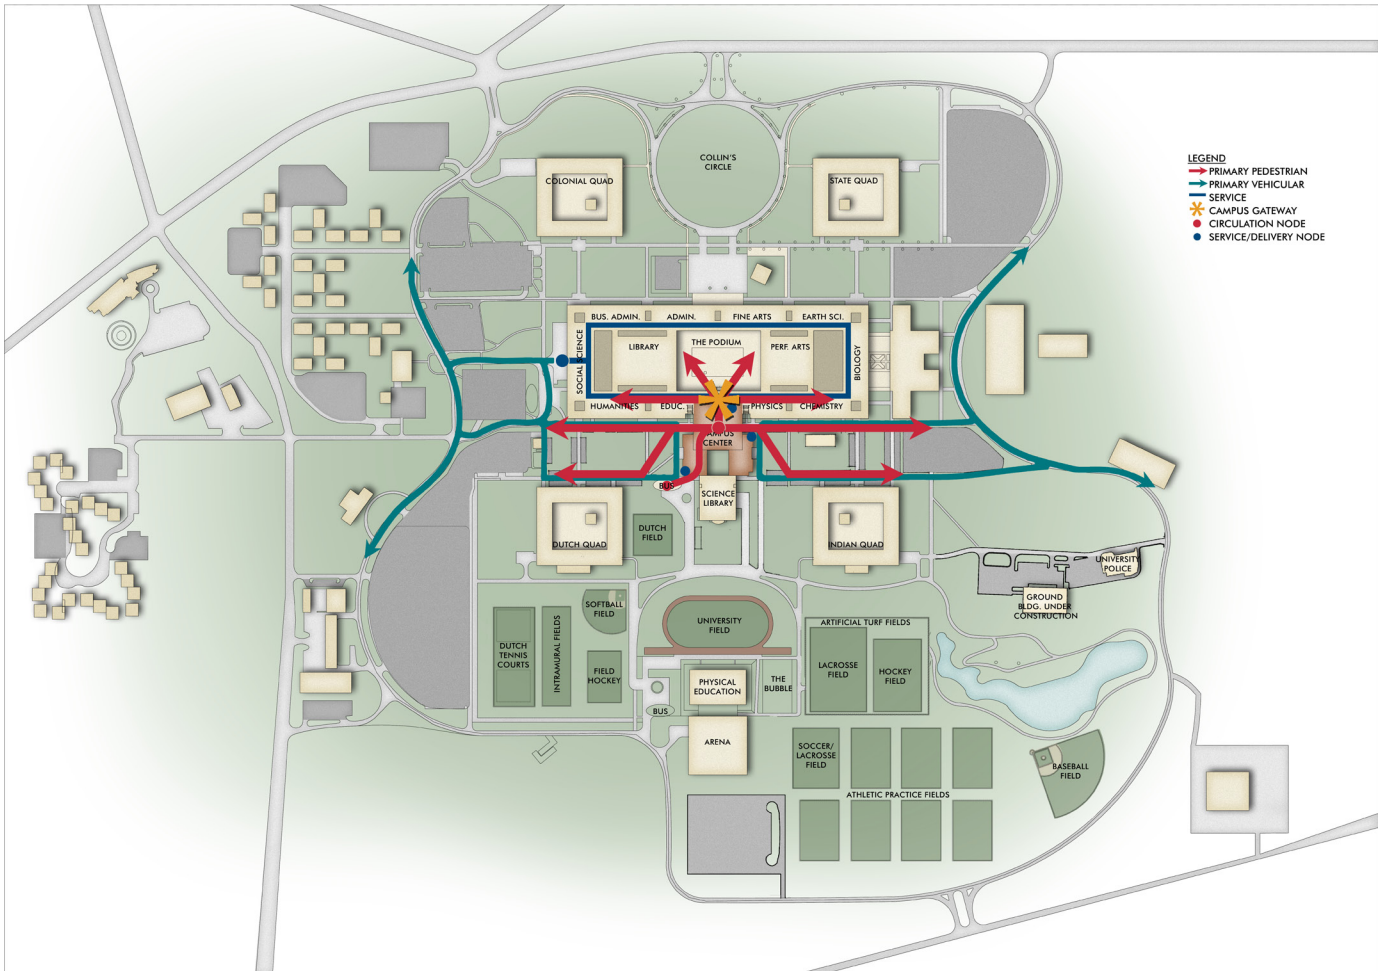 COLLIN'S
CIRCLE
COLONIAL QUAD
STATE QUAD
LEGEND
PRIMARY PEDESTRIAN
PRIMARY VEHICULAR
SERVICE
CAMPUS GATEWAY
CIRCULATION NODE
SERVICE/DELIVERY NODE
BUS. ADMIN.
ADMIN.
FINE ARTS
EARTH SCI.
SOCIAL SCIENCE
LIBRARY
THE PODIUM
PERF. ARTS
BIOLOGY
HUMANITIES
EDUC.
PHYSICS
CHEMISTRY
CAMPUS
CENTER
BUS
SCIENCE
LIBRARY
DUTCH
FIELD
DUTCH QUAD
INDIAN QUAD
UNIVERSITY
POLICE
GROUND
BLDG. UNDER
CONSTRUCTION
SOFTBALL
FIELD
UNIVERSITY
FIELD
ARTIFICIAL TURF FIELDS
DUTCH
TENNIS
COURTS
INTRAMURAL FIELDS
FIELD
HOCKEY
PHYSICAL
EDUCATION
THE
BUBBLE
LACROSSE
FIELD
HOCKEY
FIELD
BUS
ARENA
SOCCER/
LACROSSE
FIELD
BASEBALL
FIELD
ATHLETIC PRACTICE FIELDS